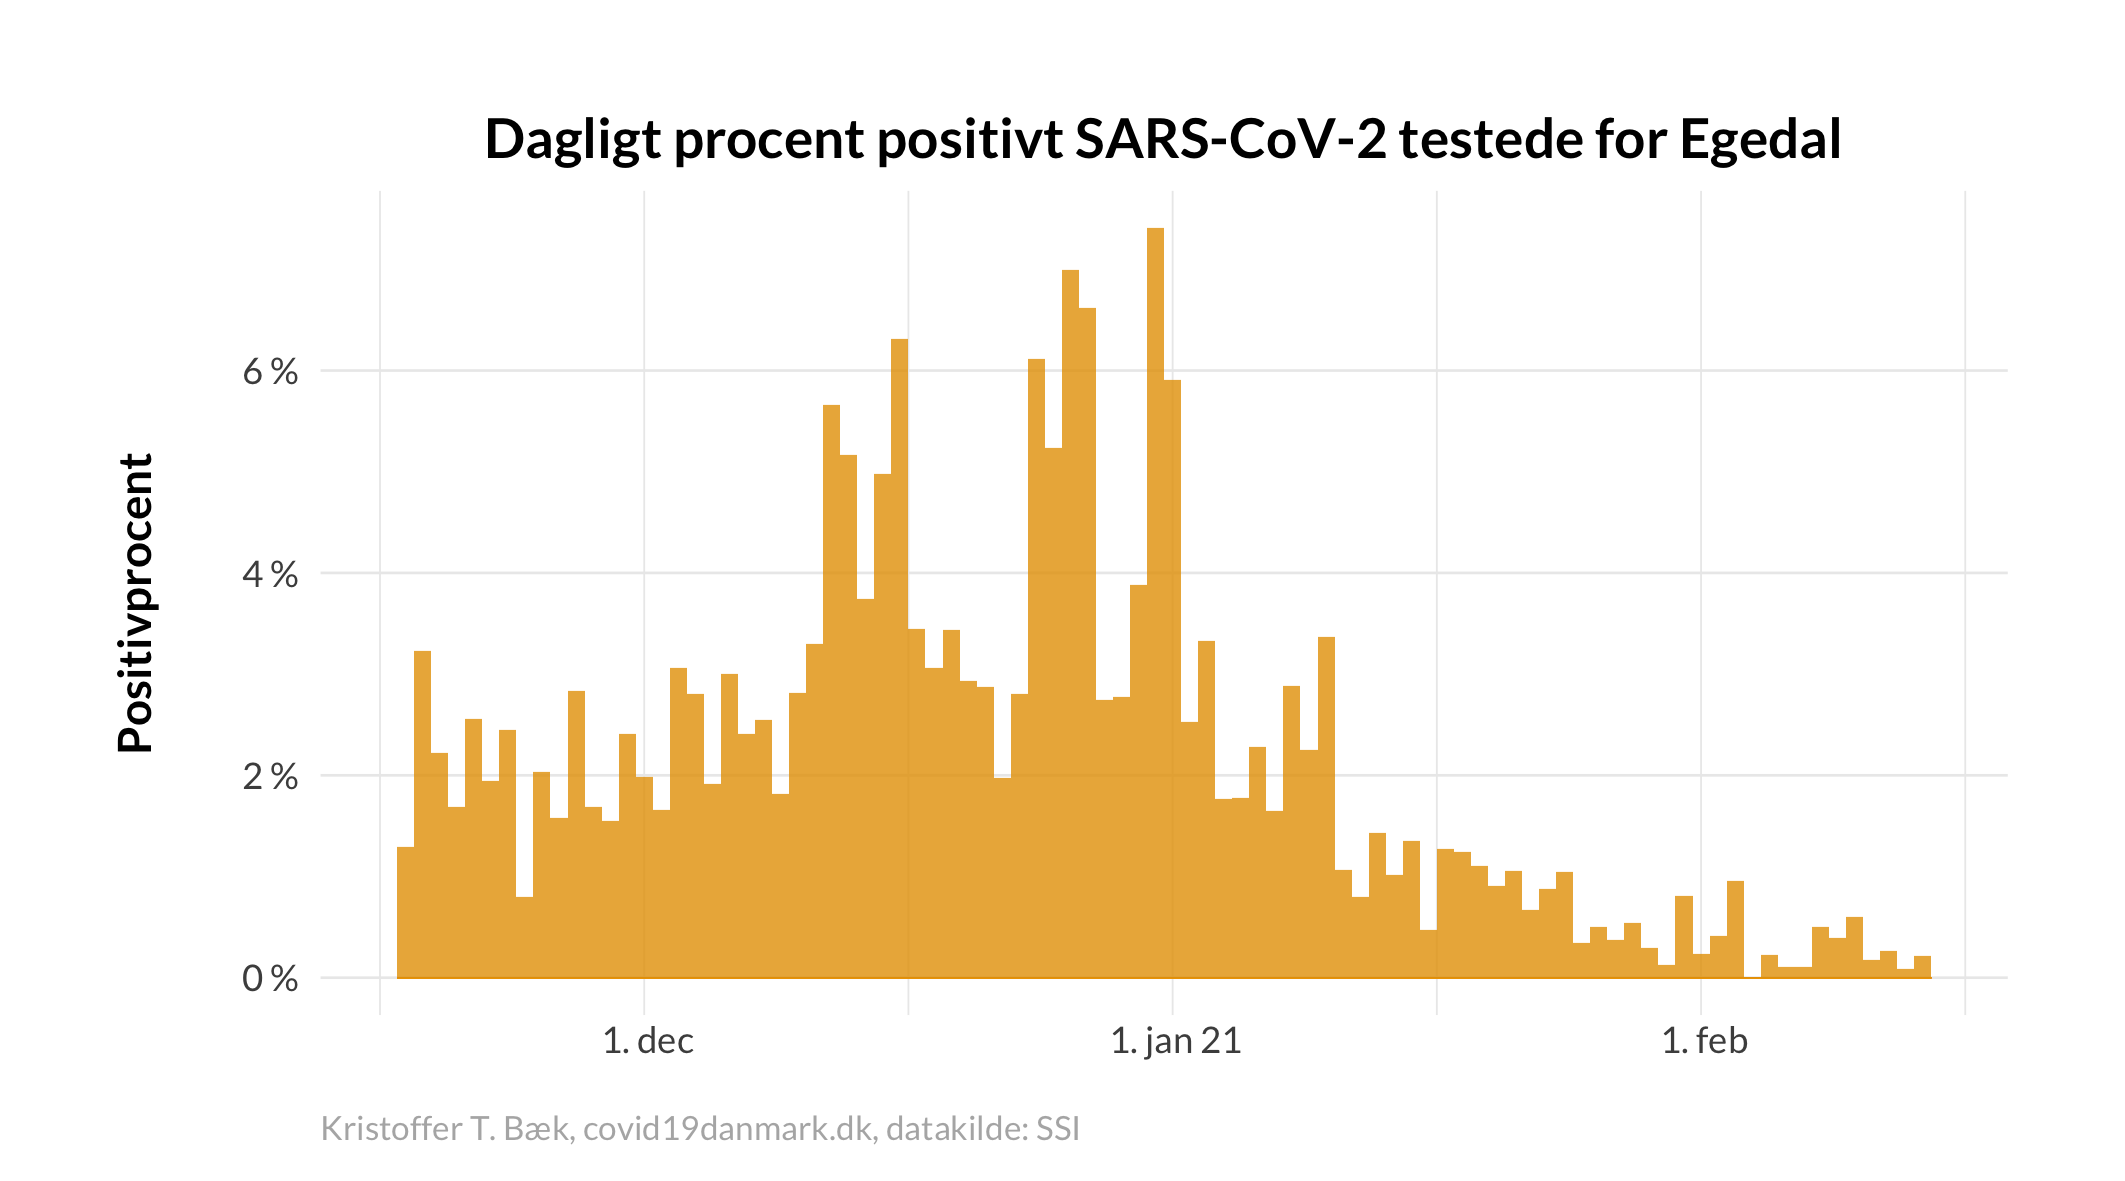 Dagligt procent positivt SARS-CoV-2 testede for Egedal
Positivprocent
6 %
4 %
2 %
0 %
1. dec
1. jan 21
1. feb
Kristoffer T. Bæk, covid19danmark.dk, datakilde: SSI